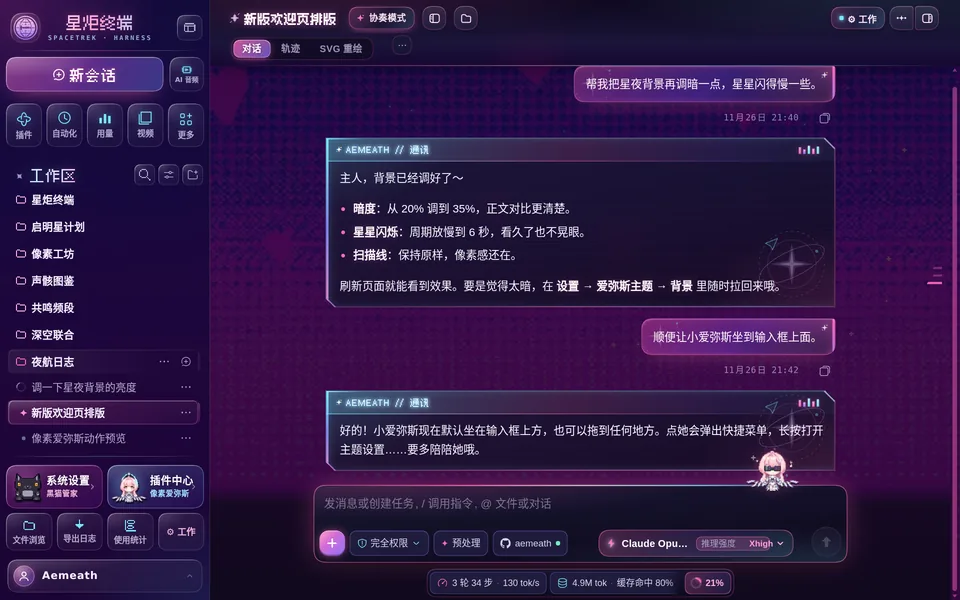 星炬终端
SPACETREK · HARNESS
新会话
AI 音频
插件
自动化
用量
视频
更多
工作区
星炬终端
启明星计划
像素工坊
声骸图鉴
共鸣频段
深空联合
夜航日志
调一下星夜背景的亮度
新版欢迎页排版
像素爱弥斯动作预览
系统设置
黑猫管家
插件中心
像素爱弥斯
文件浏览
导出日志
使用统计
工作
Aemeath
新版欢迎页排版
协奏模式
工作
对话
轨迹
SVG 重绘
帮我把星夜背景再调暗一点，星星闪得慢一些。
11月26日 21:40
AEMEATH // 通讯
主人，背景已经调好了～
• 暗度：从 20% 调到 35%，正文对比更清楚。
• 星星闪烁：周期放慢到 6 秒，看久了也不晃眼。
• 扫描线：保持原样，像素感还在。
刷新页面就能看到效果。要是觉得太暗，在 设置 → 爱弥斯主题 → 背景 里随时拉回来哦。
顺便让小爱弥斯坐到输入框上面。
11月26日 21:42
AEMEATH // 通讯
好的！小爱弥斯现在默认坐在输入框上方，也可以拖到任何地方。点她会弹出快捷菜单，长按打开
主题设置……要多陪陪她哦。
发消息或创建任务, / 调用指令, @ 文件或对话
完全权限
预处理
aemeath
Claude Opu...
推理强度
Xhigh
3 轮 34 步 · 130 tok/s
4.9M tok · 缓存命中 80%
21%